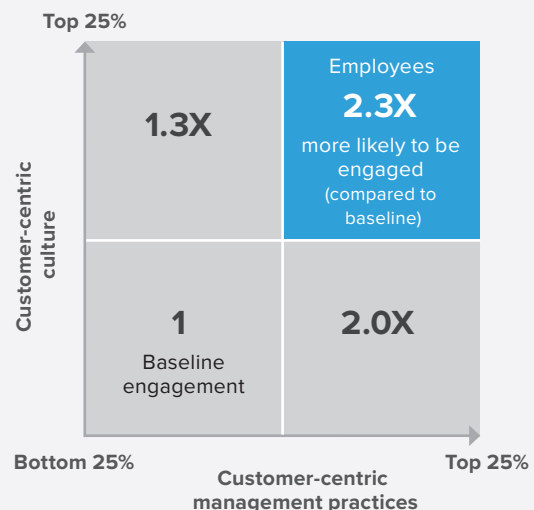 Top 25%
Employees
2.3X
more likely to be
engaged
(compared to
baseline)
1.3X
Customer-centric
culture
1
Baseline
engagement
2.0X
Bottom 25%
Top 25%
Customer-centric
management practices